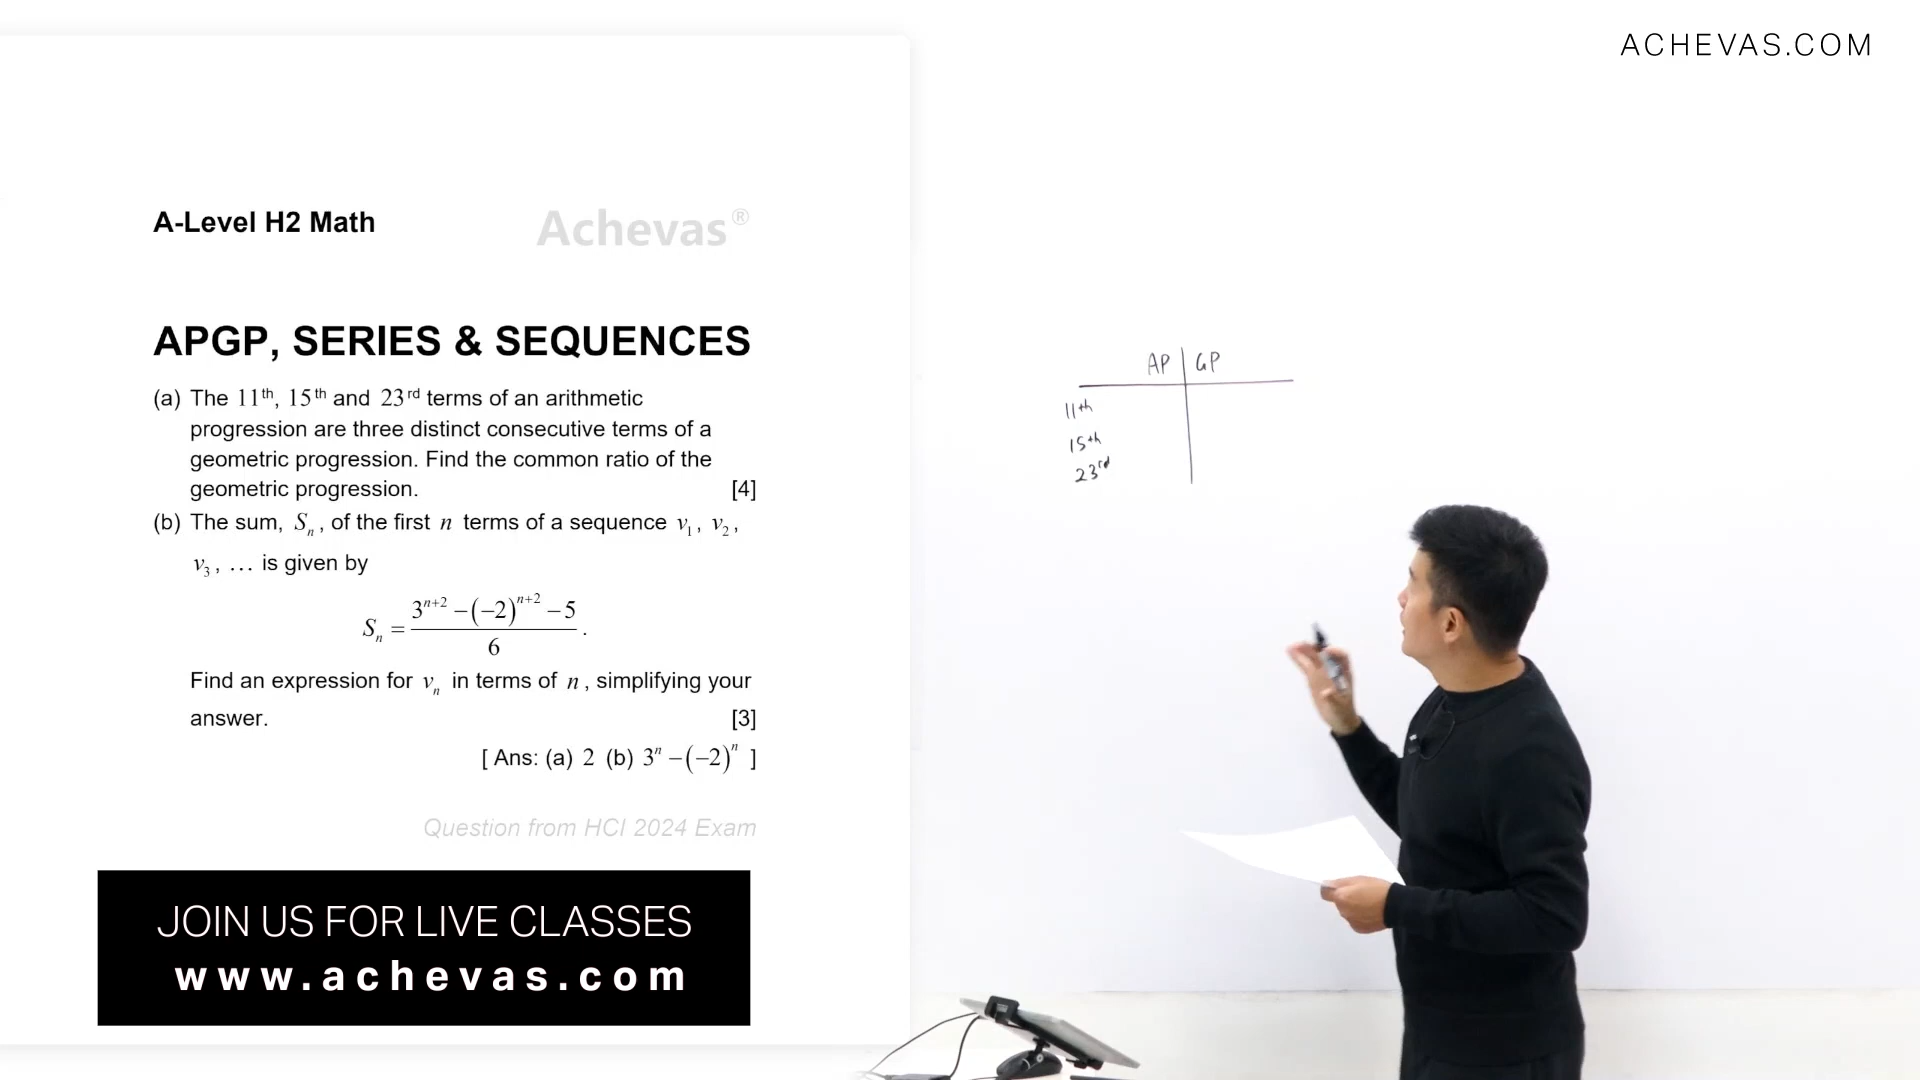 ACHEVAS.COM
A-Level H2 Math
Achevas®
APGP, SERIES & SEQUENCES
(a) The 11th, 15th and 23rd terms of an arithmetic
progression are three distinct consecutive terms of a
geometric progression. Find the common ratio of the
geometric progression. [4]
(b) The sum, Sₙ, of the first n terms of a sequence v₁, v₂,
v₃, … is given by
Sₙ = (3ⁿ⁺² − (−2)ⁿ⁺² − 5) / 6 .
Find an expression for vₙ in terms of n, simplifying your
answer. [3]
[ Ans: (a) 2 (b) 3ⁿ − (−2)ⁿ ]
Question from HCI 2024 Exam
JOIN US FOR LIVE CLASSES
www.achevas.com
AP GP
11th
15th
23rd